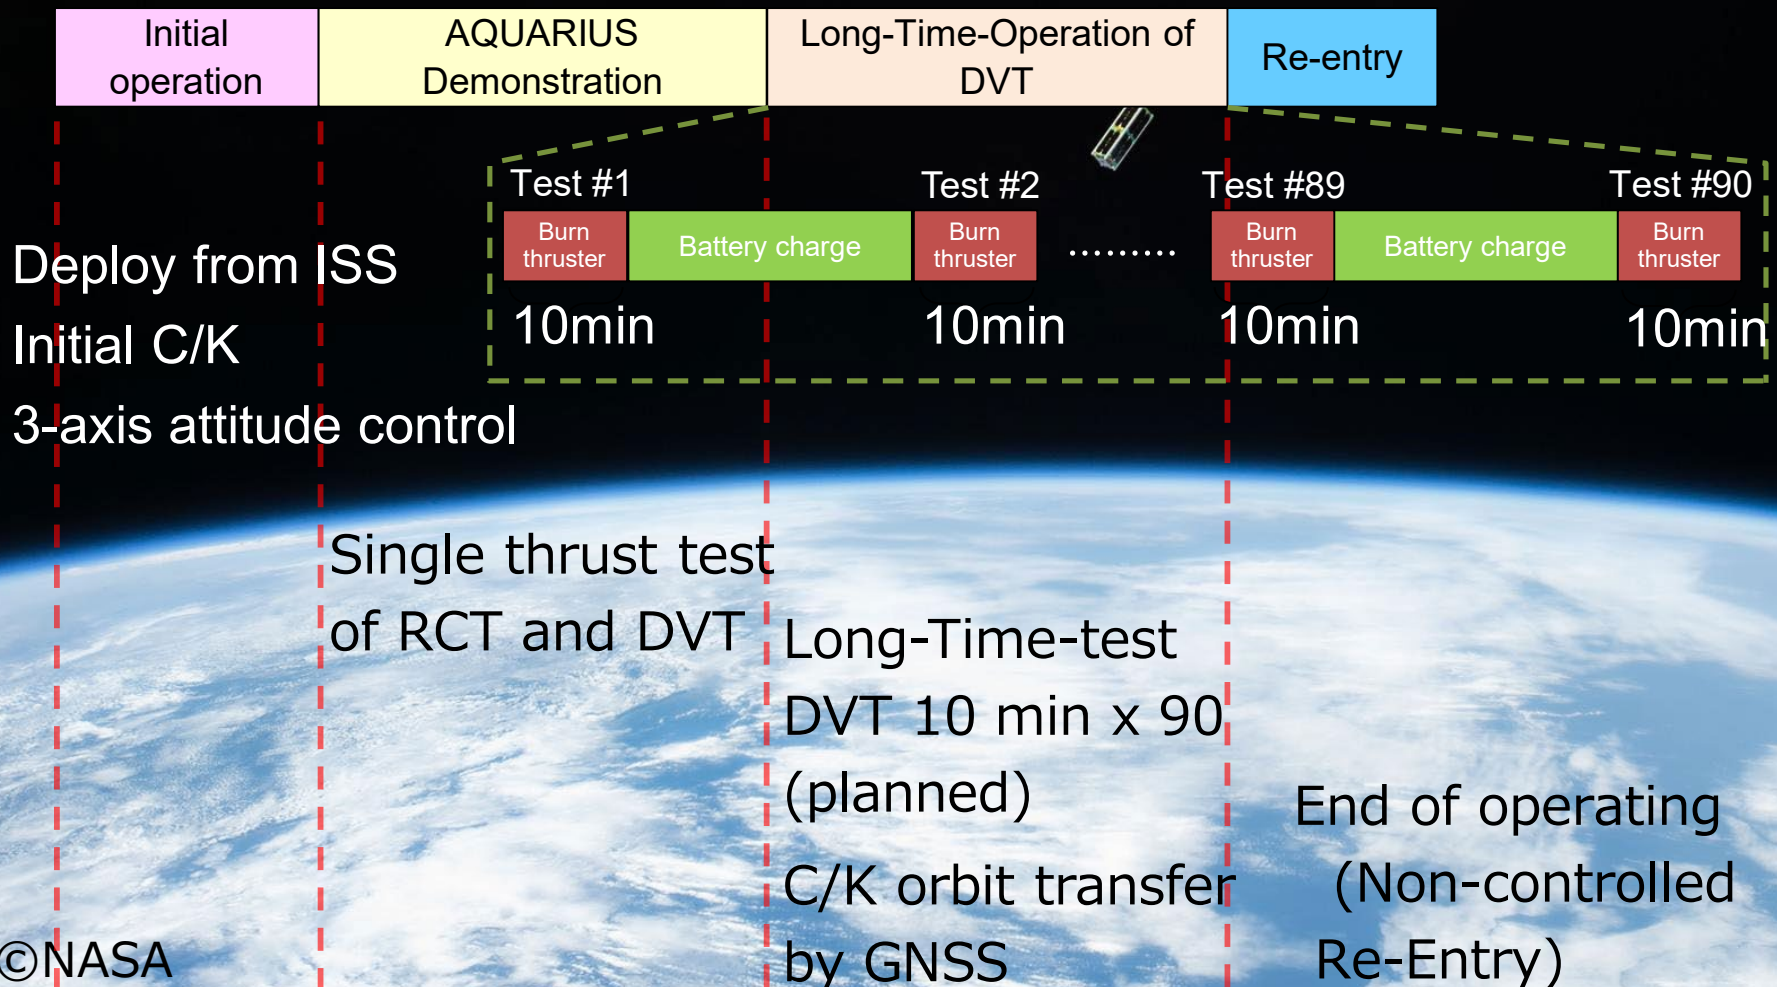 Initial
operation
AQUARIUS
Demonstration
Long-Time-Operation of
DVT
Re-entry
Test #1
Test #2
Test #89
Test #90
Burn
thruster
Battery charge
Burn
thruster
.........
Burn
thruster
Battery charge
Burn
thruster
10min
10min
10min
10min
Deploy from ISS
Initial C/K
3-axis attitude control
Single thrust test
of RCT and DVT
Long-Time-test
DVT 10 min x 90
(planned)
C/K orbit transfer
by GNSS
End of operating
(Non-controlled
Re-Entry)
©NASA